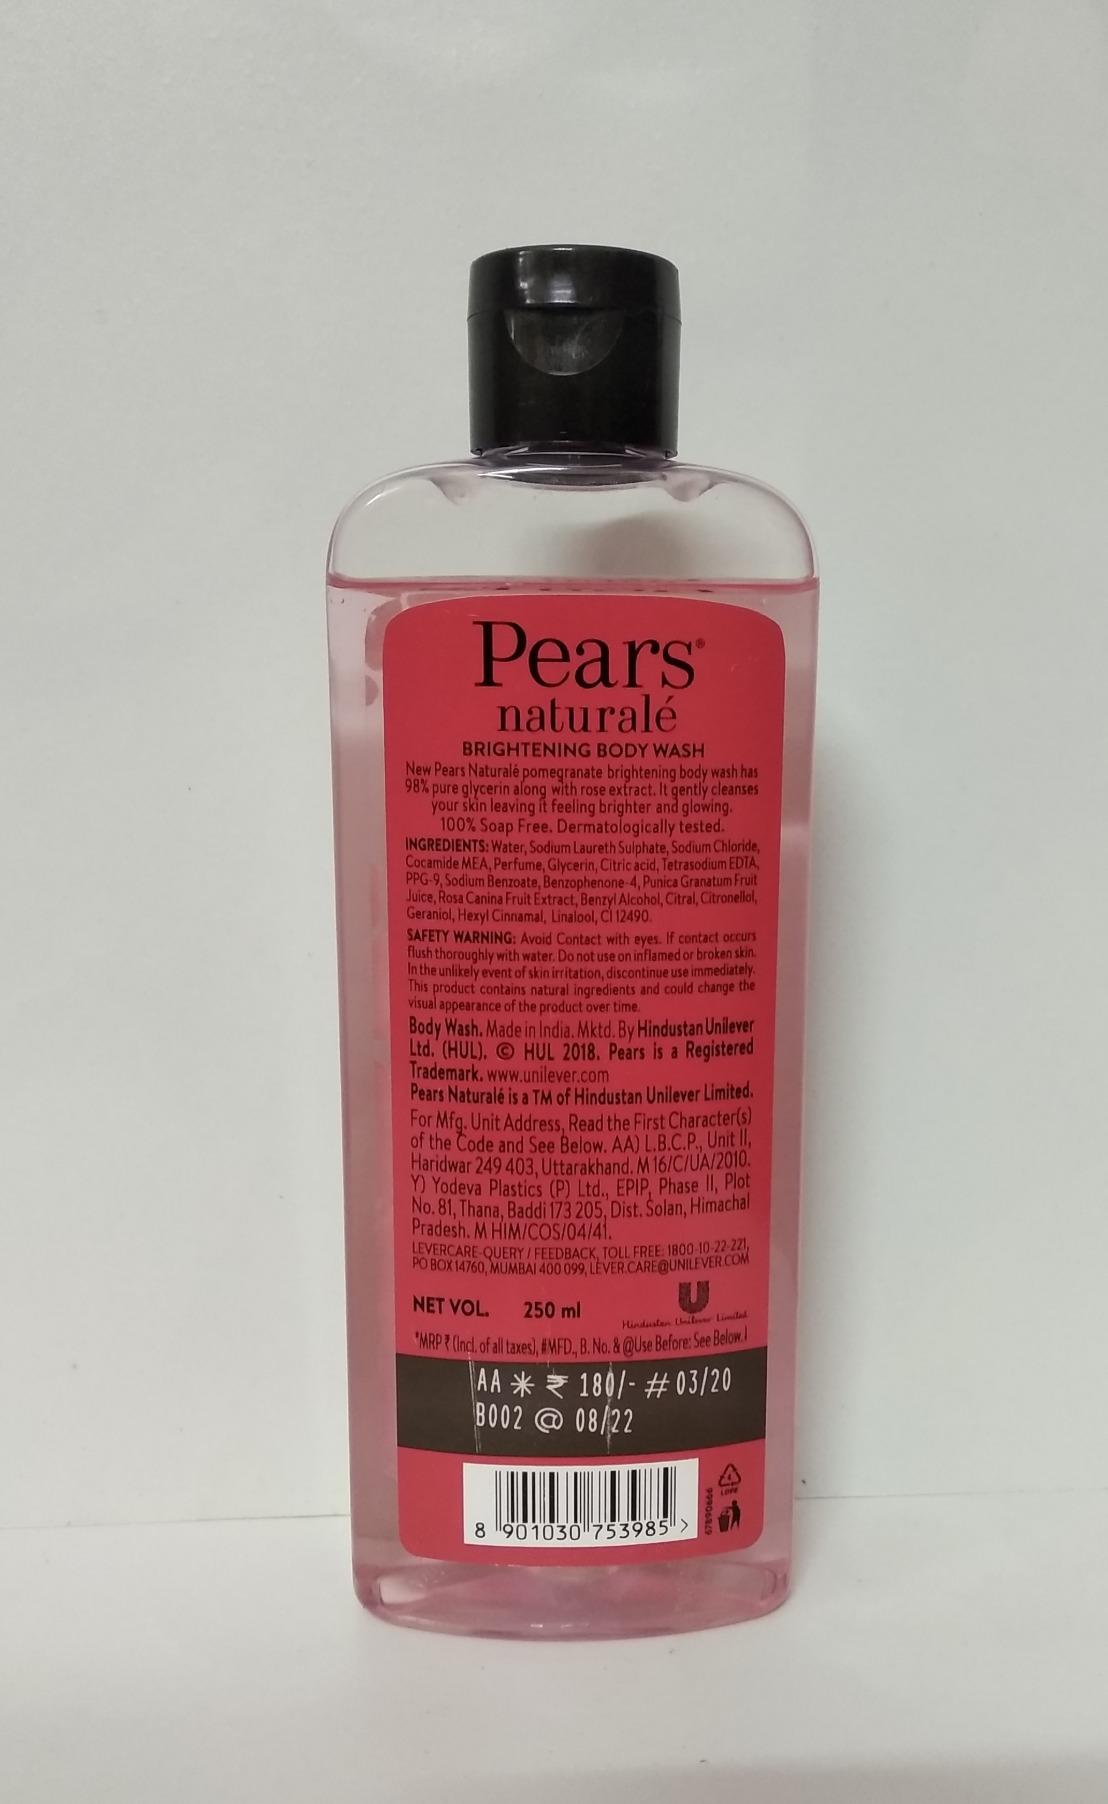 Pears®
naturalé
BRIGHTENING BODY WASH
New Pears Naturalé pomegranate brightening body wash has
98% pure glycerin along with rose extract. It gently cleanses
your skin leaving it feeling brighter and glowing.
100% Soap Free. Dermatologically tested.
INGREDIENTS: Water, Sodium Laureth Sulphate, Sodium Chloride,
Cocamide MEA, Perfume, Glycerin, Citric acid, Tetrasodium EDTA,
PPG-9, Sodium Benzoate, Benzophenone-4, Punica Granatum Fruit
Juice, Rosa Canina Fruit Extract, Benzyl Alcohol, Citral, Citronellol,
Geraniol, Hexyl Cinnamal, Linalool, CI 12490.
SAFETY WARNING: Avoid Contact with eyes. If contact occurs
flush thoroughly with water. Do not use on inflamed or broken skin.
In the unlikely event of skin irritation, discontinue use immediately.
This product contains natural ingredients and could change the
visual appearance of the product over time.
Body Wash. Made in India. Mktd. By Hindustan Unilever
Ltd. (HUL). © HUL 2018. Pears is a Registered
Trademark. www.unilever.com
Pears Naturalé is a TM of Hindustan Unilever Limited.
For Mfg. Unit Address, Read the First Character(s)
of the Code and See Below. AA) L.B.C.P., Unit II,
Haridwar 249 403, Uttarakhand. M 16/C/UA/2010.
Y) Yodeva Plastics (P) Ltd., EPIP, Phase II, Plot
No. 81, Thana, Baddi 173 205, Dist. Solan, Himachal
Pradesh. M HIM/COS/04/41.
LEVERCARE-QUERY / FEEDBACK, TOLL FREE: 1800-10-22-221,
PO BOX 14760, MUMBAI 400 099, LEVER.CARE@UNILEVER.COM
NET VOL. 250 ml
Hindustan Unilever Limited
*MRP ₹ (Incl. of all taxes), #MFD., B. No. & @Use Before: See Below.
AA * ₹ 180/- # 03/20
B002 @ 08/22
8 901030 753985 >
4
LDPE
67890666